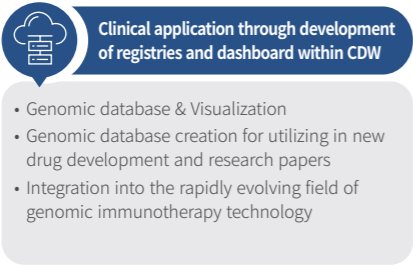 Clinical application through development
of registries and dashboard within CDW
• Genomic database & Visualization
• Genomic database creation for utilizing in new
drug development and research papers
• Integration into the rapidly evolving field of
genomic immunotherapy technology